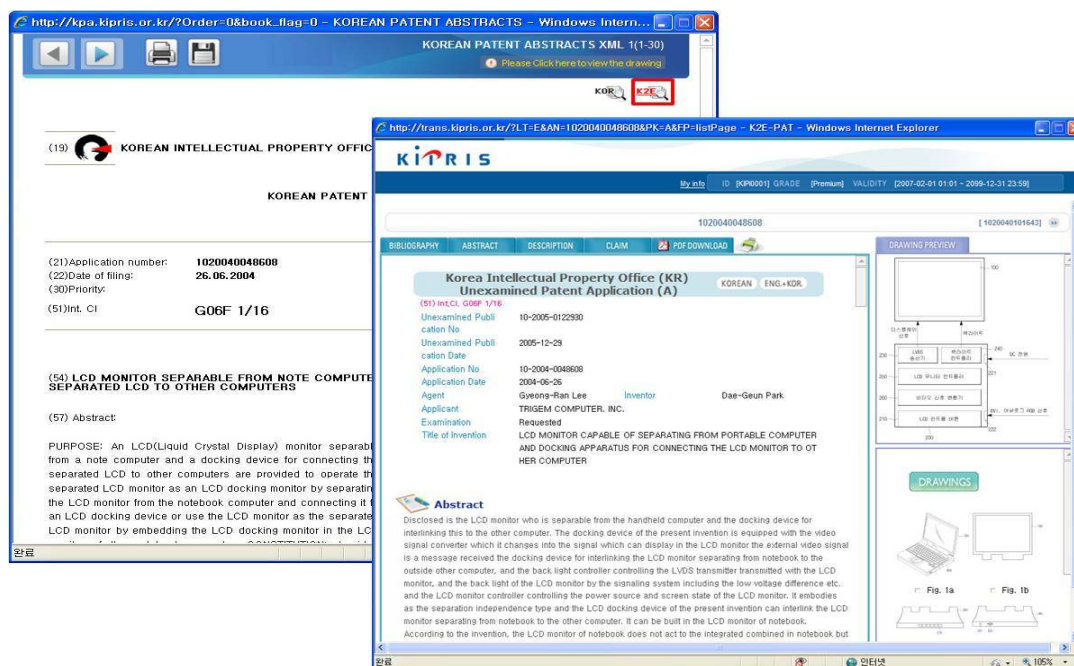 http://kpa.kipris.or.kr/?Order=0&book_flag=0 - KOREAN PATENT ABSTRACTS - Windows Intern...
KOREAN PATENT ABSTRACTS XML 1(1-30)
Please Click here to view the drawing
KOR
K2E
(19)
KOREAN INTELLECTUAL PROPERTY OFFIC
KOREAN PATENT
(21)Application number:
1020040048608
(22)Date of filing:
26.06.2004
(30)Priority:
(51)Int. Cl
G06F 1/16
(54) LCD MONITOR SEPARABLE FROM NOTE COMPUTE
SEPARATED LCD TO OTHER COMPUTERS
(57) Abstract:
PURPOSE: An LCD(Liquid Crystal Display) monitor separabl
from a note computer and a docking device for connecting th
separated LCD to other computers are provided to operate th
separated LCD monitor as an LCD docking monitor by separatin
the LCD monitor from the notebook computer and connecting it t
an LCD docking device or use the LCD monitor as the separate
LCD monitor by embedding the LCD docking monitor in the LC
완료
http://trans.kipris.or.kr/?LT=E&AN=1020040048608&PK=A&FP=listPage - K2E-PAT - Windows Internet Explorer
KIPRIS
My info
ID [KIPI0001] GRADE [Premium] VALIDITY [2007-02-01 01:01 ~ 2099-12-31 23:59]
1020040048608
[ 1020040101643]
BIBLIOGRAPHY
ABSTRACT
DESCRIPTION
CLAIM
PDF DOWNLOAD
DRAWING PREVIEW
Korea Intellectual Property Office (KR)
Unexamined Patent Application (A)
KOREAN
ENG.+KOR.
(51) Int.Cl. G06F 1/16
Unexamined Publi
cation No
10-2005-0122930
Unexamined Publi
cation Date
2005-12-29
Application No
10-2004-0048608
Application Date
2004-06-26
Agent
Gyeong-Ran Lee
Inventor
Dae-Geun Park
Applicant
TRIGEM COMPUTER, INC.
Examination
Requested
Title of Invention
LCD MONITOR CAPABLE OF SEPARATING FROM PORTABLE COMPUTER
AND DOCKING APPARATUS FOR CONNECTING THE LCD MONITOR TO OT
HER COMPUTER
Abstract
Disclosed is the LCD monitor who is separable from the handheld computer and the docking device for
interlinking this to the other computer. The docking device of the present invention is equipped with the video
signal converter which it changes into the signal which can display in the LCD monitor the external video signal
is a message received the docking device for interlinking the LCD monitor separating from notebook to the
outside other computer, and the back light controller controlling the LVDS transmitter transmitted with the LCD
monitor, and the back light of the LCD monitor by the signaling system including the low voltage difference etc.
and the LCD monitor controller controlling the power source and screen state of the LCD monitor. It embodies
as the separation independence type and the LCD docking device of the present invention can interlink the LCD
monitor separating from notebook to the other computer. It can be built in the LCD monitor of notebook.
According to the invention, the LCD monitor of notebook does not act to the integrated combined in notebook but
100
DRAWINGS
Fig. 1a
Fig. 1b
완료
인터넷
105%